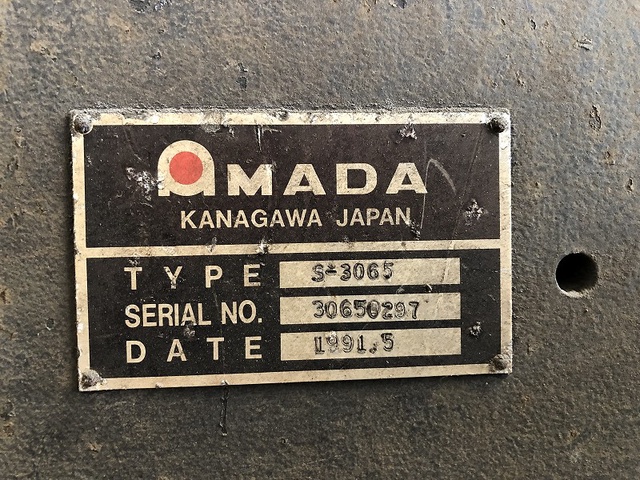 AMADA
KANAGAWA JAPAN
TYPE S-3065
SERIAL NO. 30650297
DATE 1991.5